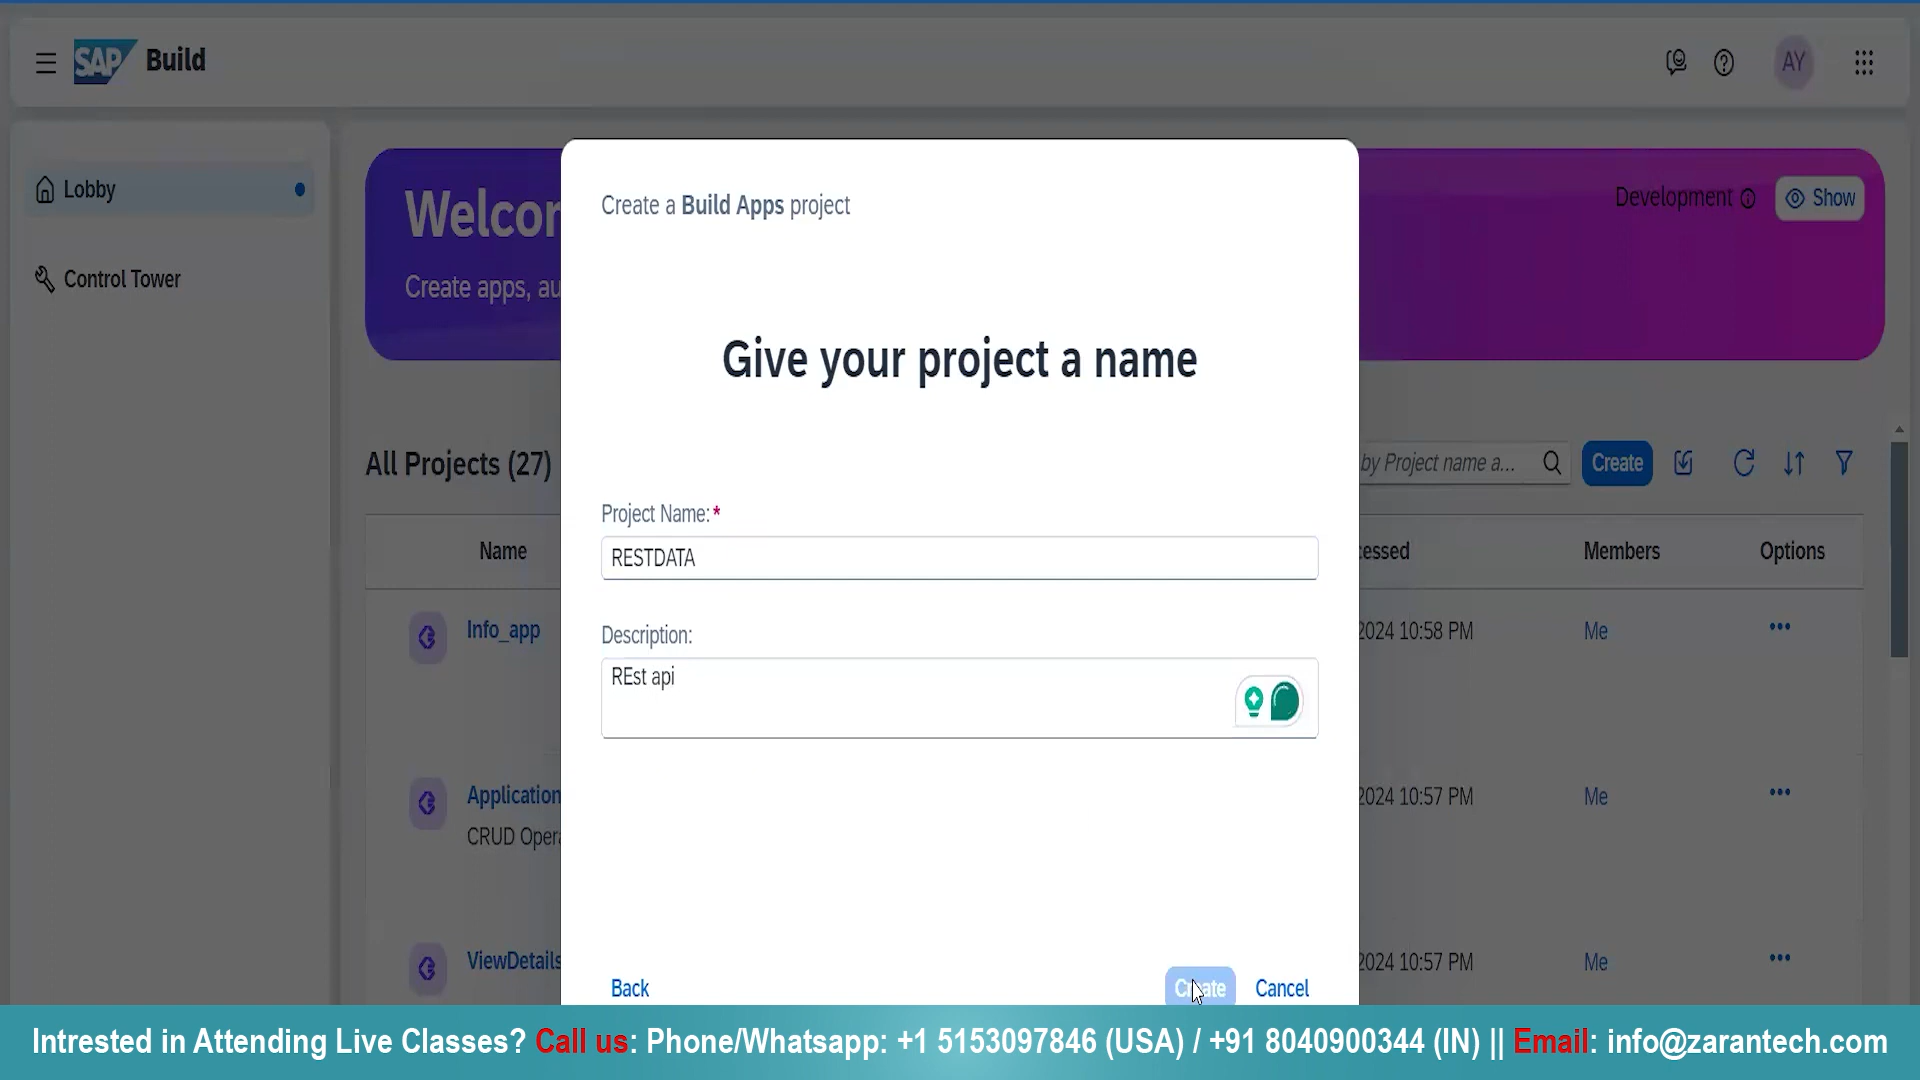 SAP Build
AY
Lobby
Control Tower
Welcom
Create apps, au
Development
Show
Create a Build Apps project
Give your project a name
All Projects (27)
by Project name a...
Create
Name
cessed
Members
Options
Project Name:*
RESTDATA
Description:
REst api
Info_app
2024 10:58 PM
Me
Application
CRUD Opera
2024 10:57 PM
Me
ViewDetails
2024 10:57 PM
Me
Back
Create
Cancel
Intrested in Attending Live Classes? Call us: Phone/Whatsapp: +1 5153097846 (USA) / +91 8040900344 (IN) || Email: info@zarantech.com